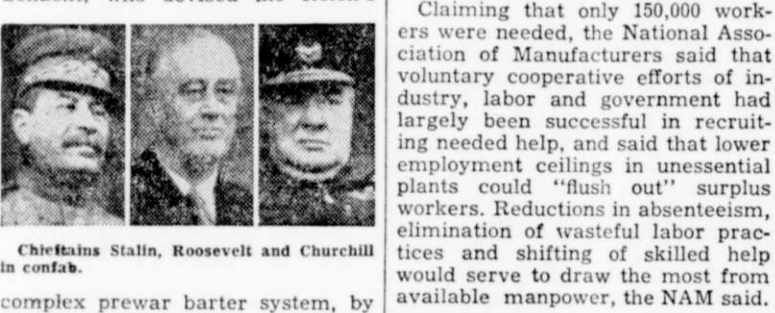 Chieftains Stalin, Roosevelt and Churchill
in confab.
complex prewar barter system, by
Claiming that only 150,000 work-
ers were needed, the National Asso-
ciation of Manufacturers said that
voluntary cooperative efforts of in-
dustry, labor and government had
largely been successful in recruit-
ing needed help, and said that lower
employment ceilings in unessential
plants could "flush out" surplus
workers. Reductions in absenteeism,
elimination of wasteful labor prac-
tices and shifting of skilled help
would serve to draw the most from
available manpower, the NAM said.